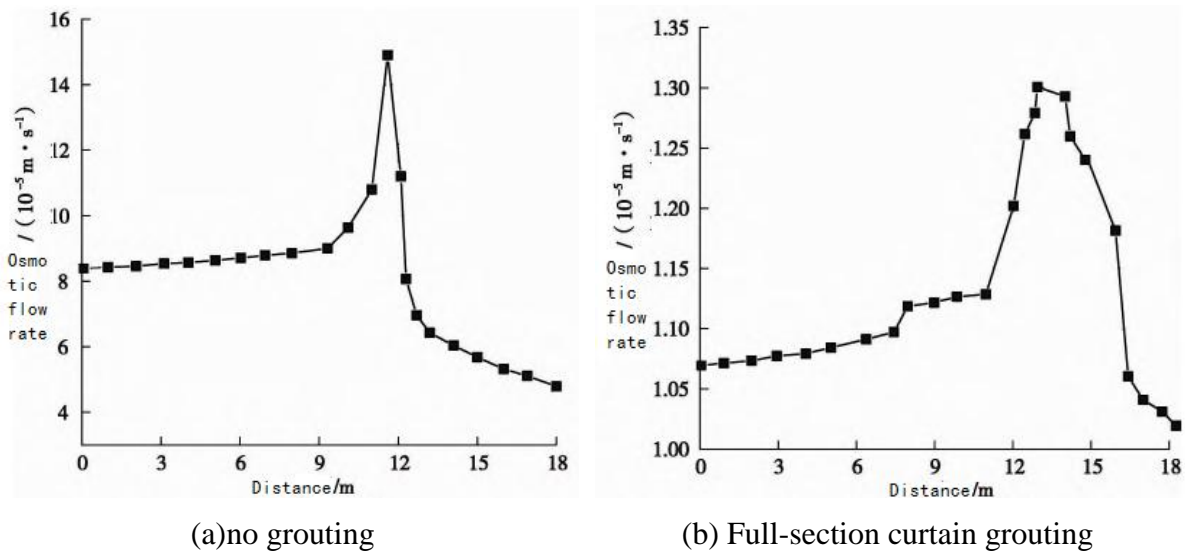 16
14
12
10
8
6
4
/ (10⁻⁵ m · s⁻¹)
Osmo
tic
flow
rate
0 3 6 9 12 15 18
Distance/m
(a)no grouting
1.35
1.30
1.25
1.20
1.15
1.10
1.05
1.00
/ (10⁻⁵ m · s⁻¹)
Osmo
tic
flow
rate
0 3 6 9 12 15 18
Distance/m
(b) Full-section curtain grouting